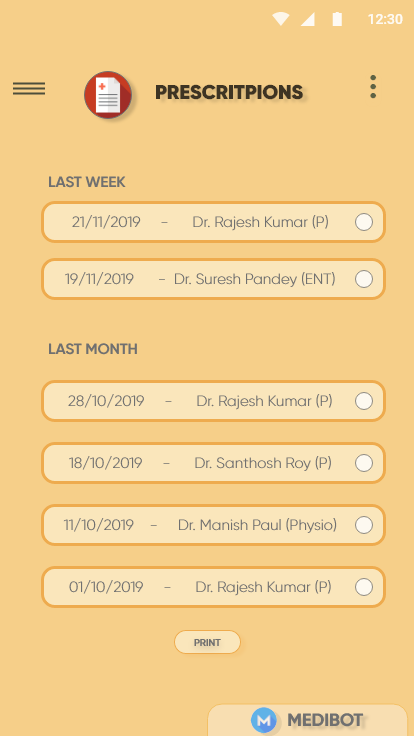 12:30
PRESCRITPIONS
LAST WEEK
21/11/2019 - Dr. Rajesh Kumar (P)
19/11/2019 - Dr. Suresh Pandey (ENT)
LAST MONTH
28/10/2019 - Dr. Rajesh Kumar (P)
18/10/2019 - Dr. Santhosh Roy (P)
11/10/2019 - Dr. Manish Paul (Physio)
01/10/2019 - Dr. Rajesh Kumar (P)
PRINT
M MEDIBOT